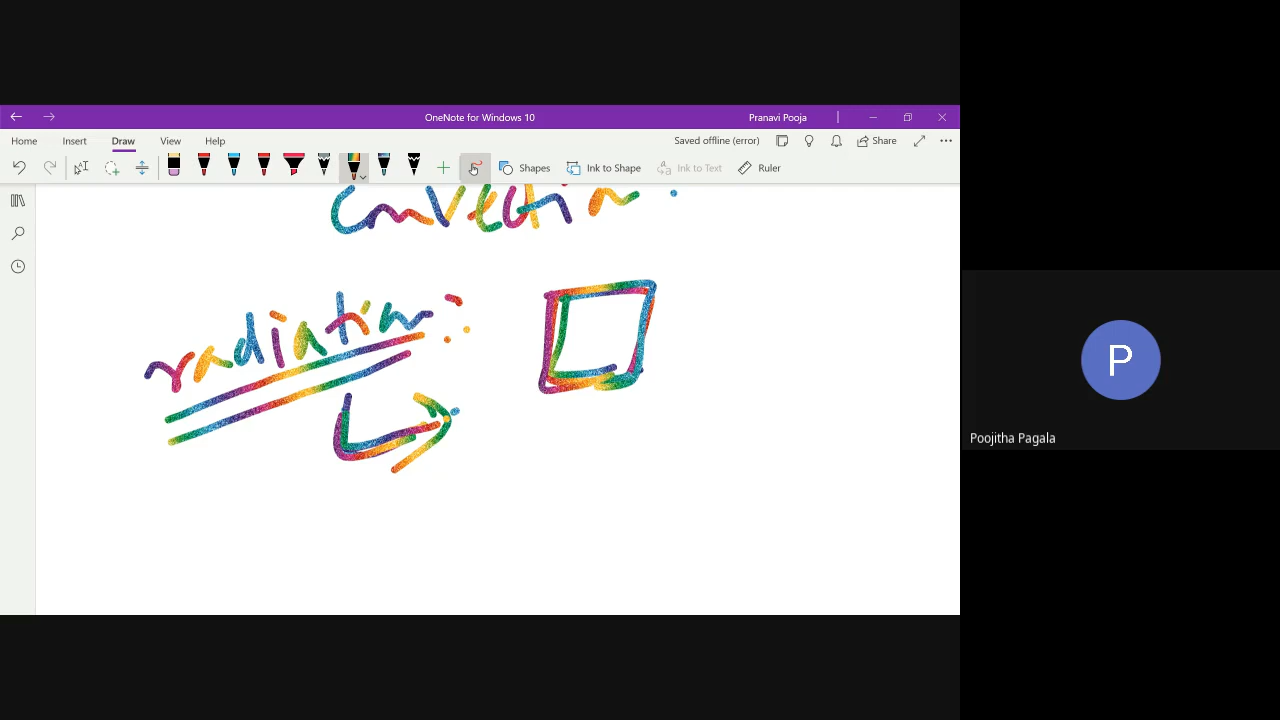 OneNote for Windows 10
Pranavi Pooja
Home Insert Draw View Help
Saved offline (error) Share
Shapes Ink to Shape Ink to Text Ruler
Convection:
radiation:
P
Poojitha Pagala